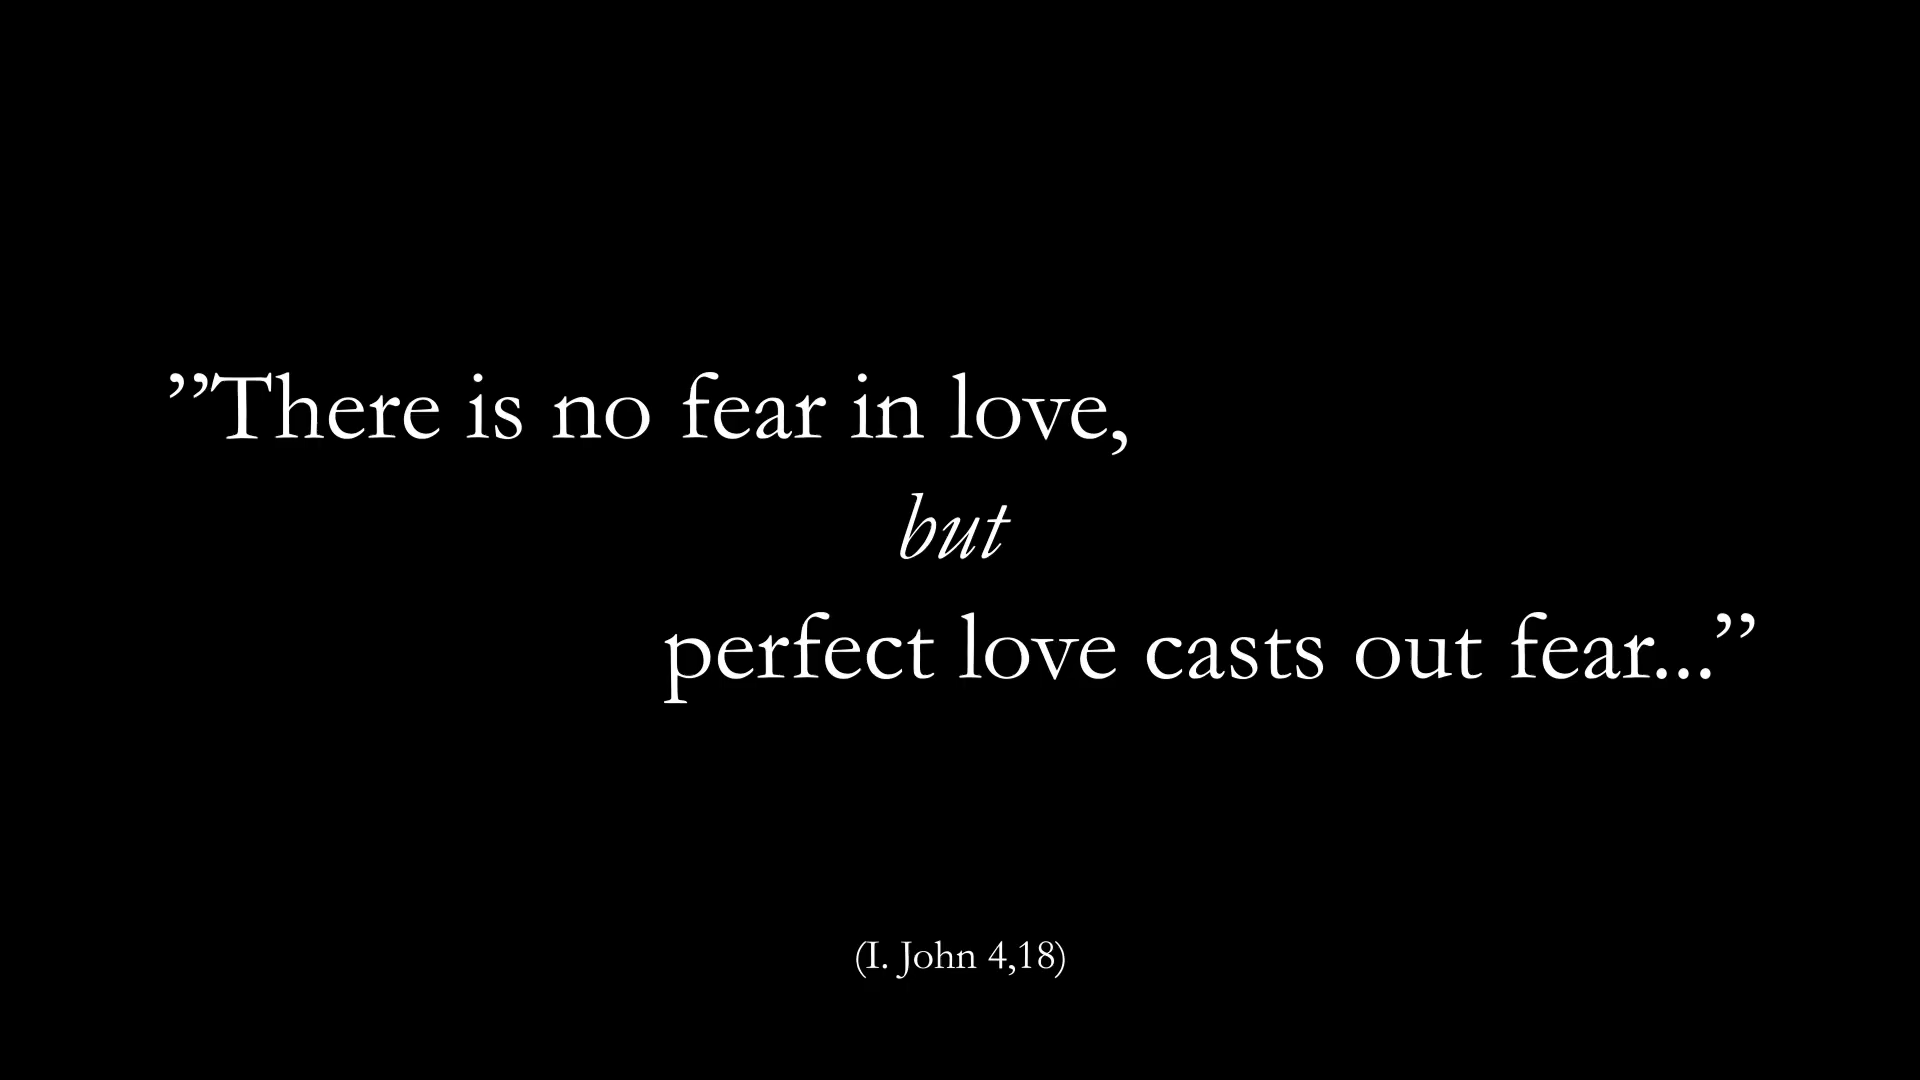 ”There is no fear in love,
but
perfect love casts out fear...”
(I. John 4,18)